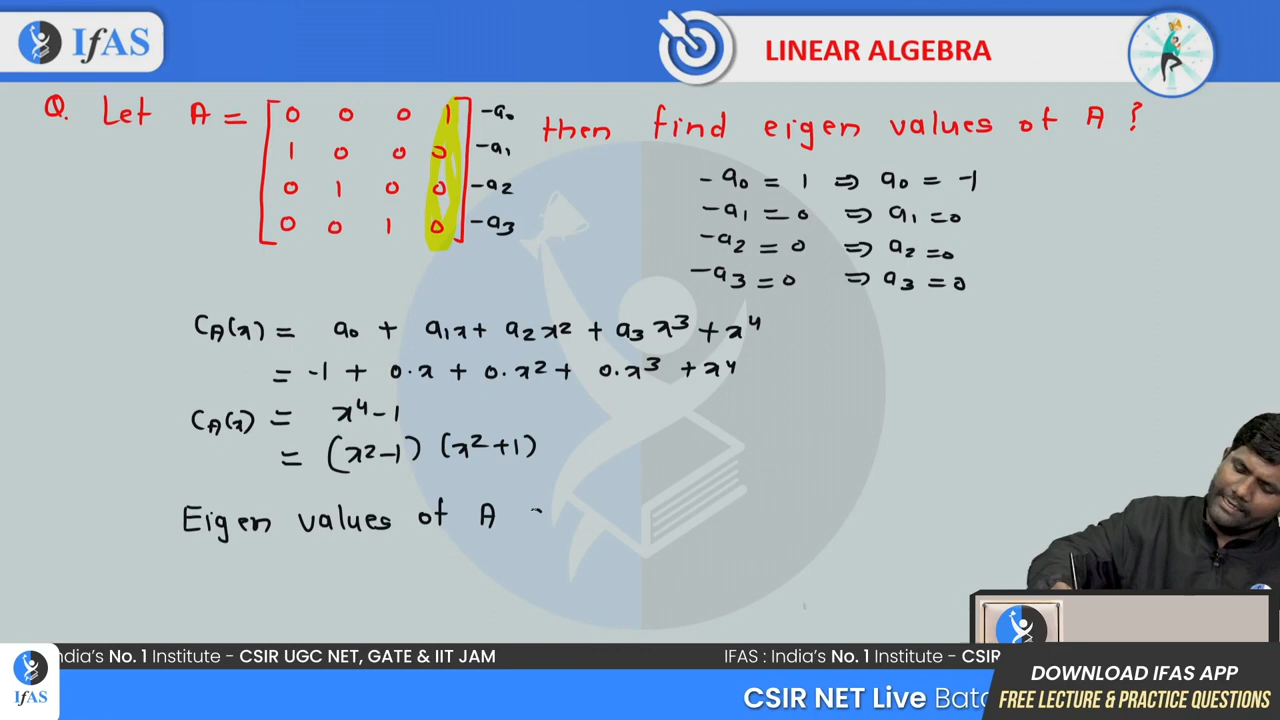 IfAS
LINEAR ALGEBRA
Q. Let A = [ 0 0 0 1 ] -a₀ then find eigen values of A ?
1 0 0 0 -a₁
0 1 0 0 -a₂
0 0 1 0 -a₃
-a₀ = 1 ⇒ a₀ = -1
-a₁ = 0 ⇒ a₁ = 0
-a₂ = 0 ⇒ a₂ = 0
-a₃ = 0 ⇒ a₃ = 0
C_A(x) = a₀ + a₁x + a₂x² + a₃x³ + x⁴
= -1 + 0·x + 0·x² + 0·x³ + x⁴
C_A(x) = x⁴ - 1
= (x² - 1) (x² + 1)
Eigen values of A
ndia's No. 1 Institute - CSIR UGC NET, GATE & IIT JAM
IFAS : India's No. 1 Institute - CSIR
IfAS
CSIR NET Live Batc
DOWNLOAD IFAS APP
FREE LECTURE & PRACTICE QUESTIONS